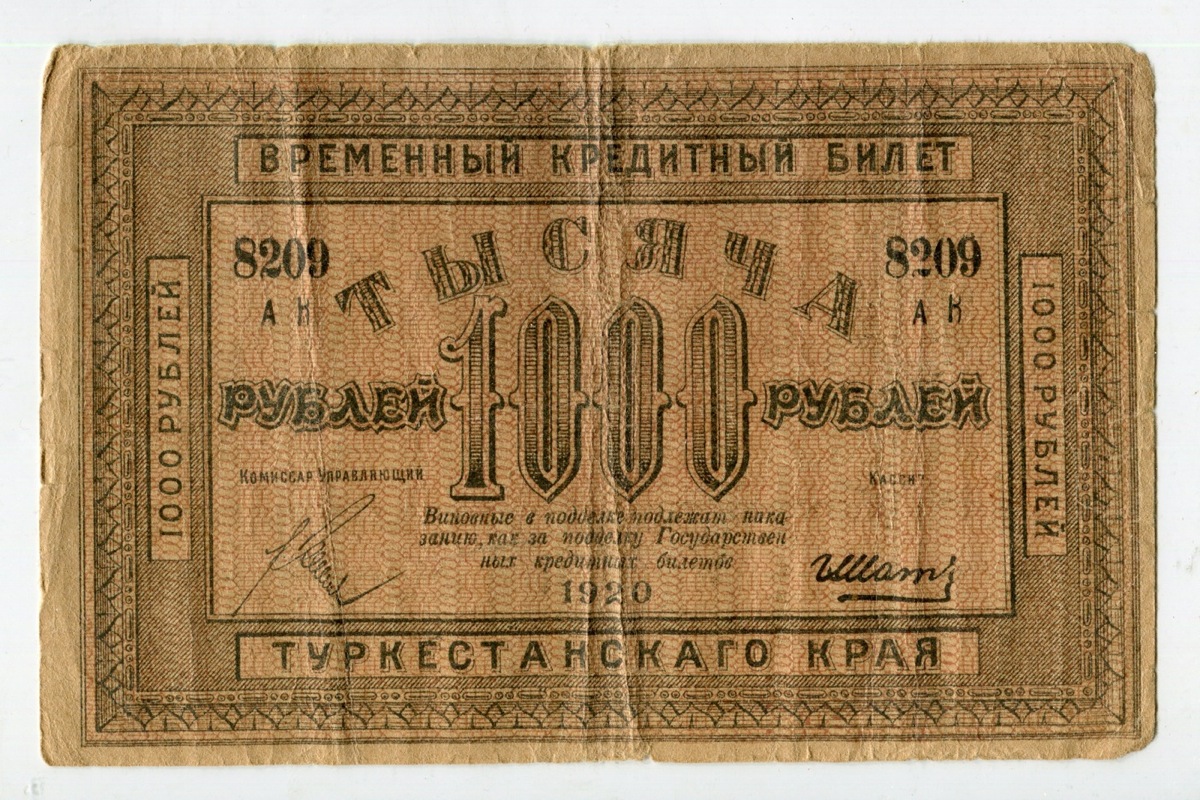 ВРЕМЕННЫЙ КРЕДИТНЫЙ БИЛЕТ
8209
АК
ТЫСЯЧА
8209
АК
1000 РУБЛЕЙ
РУБЛЕЙ
1000
РУБЛЕЙ
1000 РУБЛЕЙ
КОМИССАР УПРАВЛЯЮЩИЙ
Виновные в подделке подлежат нака
занию, как за подделку Государствен
ных кредитных билетов
1920
ТУРКЕСТАНСКАГО КРАЯ